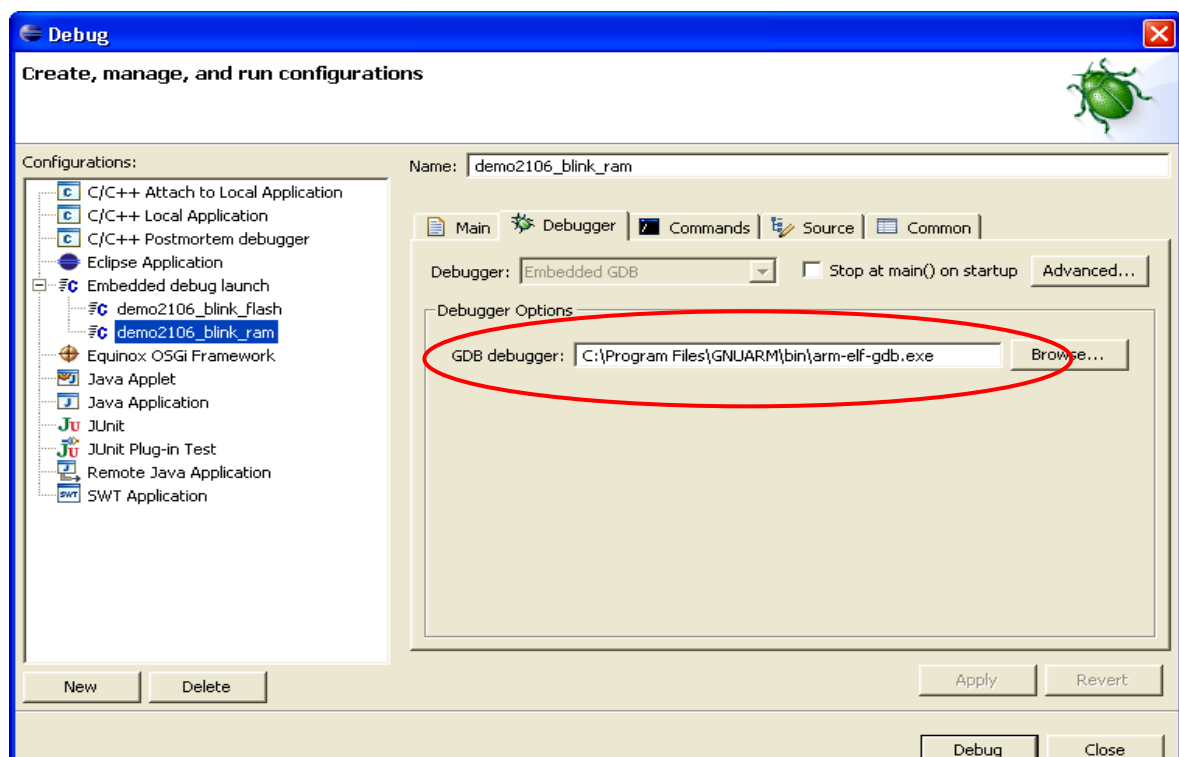 Debug
Create, manage, and run configurations
Configurations:
C/C++ Attach to Local Application
C/C++ Local Application
C/C++ Postmortem debugger
Eclipse Application
Embedded debug launch
demo2106_blink_flash
demo2106_blink_ram
Equinox OSGi Framework
Java Applet
Java Application
JUnit
JUnit Plug-in Test
Remote Java Application
SWT Application
New Delete
Name: demo2106_blink_ram
Main Debugger Commands Source Common
Debugger: Embedded GDB Stop at main() on startup Advanced...
Debugger Options
GDB debugger: C:\Program Files\GNUARM\bin\arm-elf-gdb.exe Browse...
Apply Revert
Debug Close